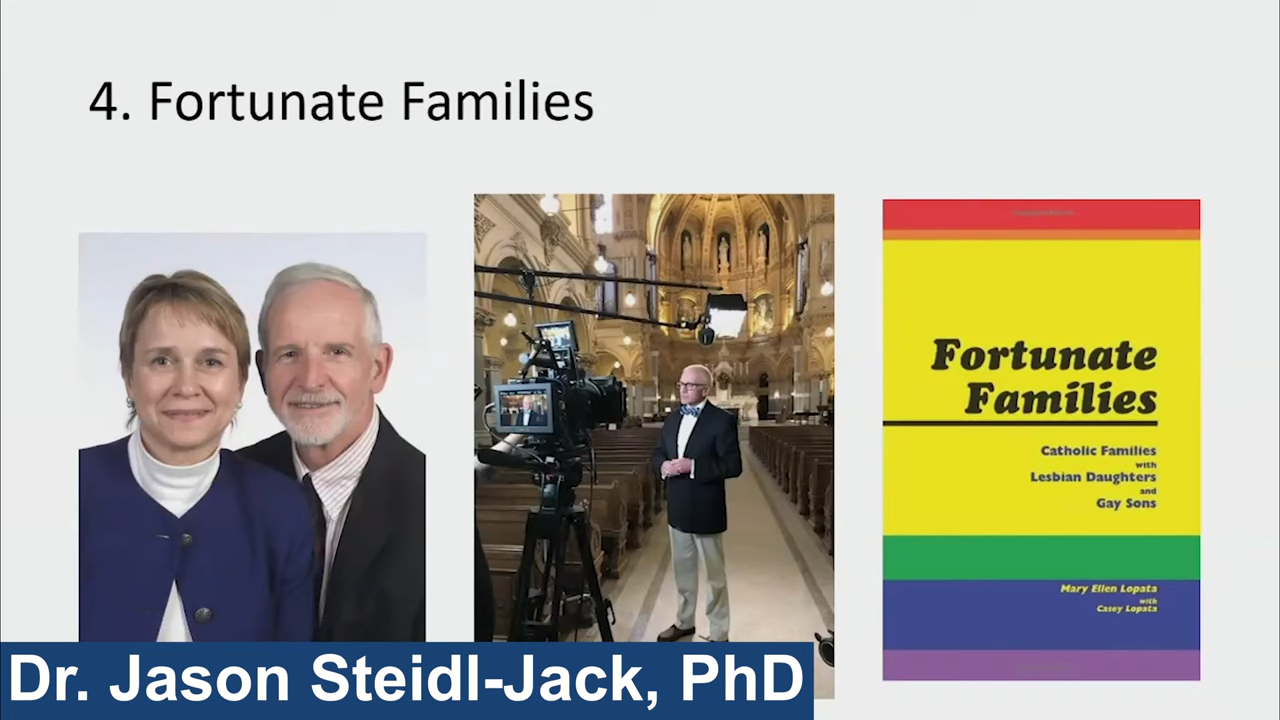 4. Fortunate Families
Fortunate
Families
Catholic Families
with
Lesbian Daughters
and
Gay Sons
Mary Ellen Lopata
with
Casey Lopata
Dr. Jason Steidl-Jack, PhD